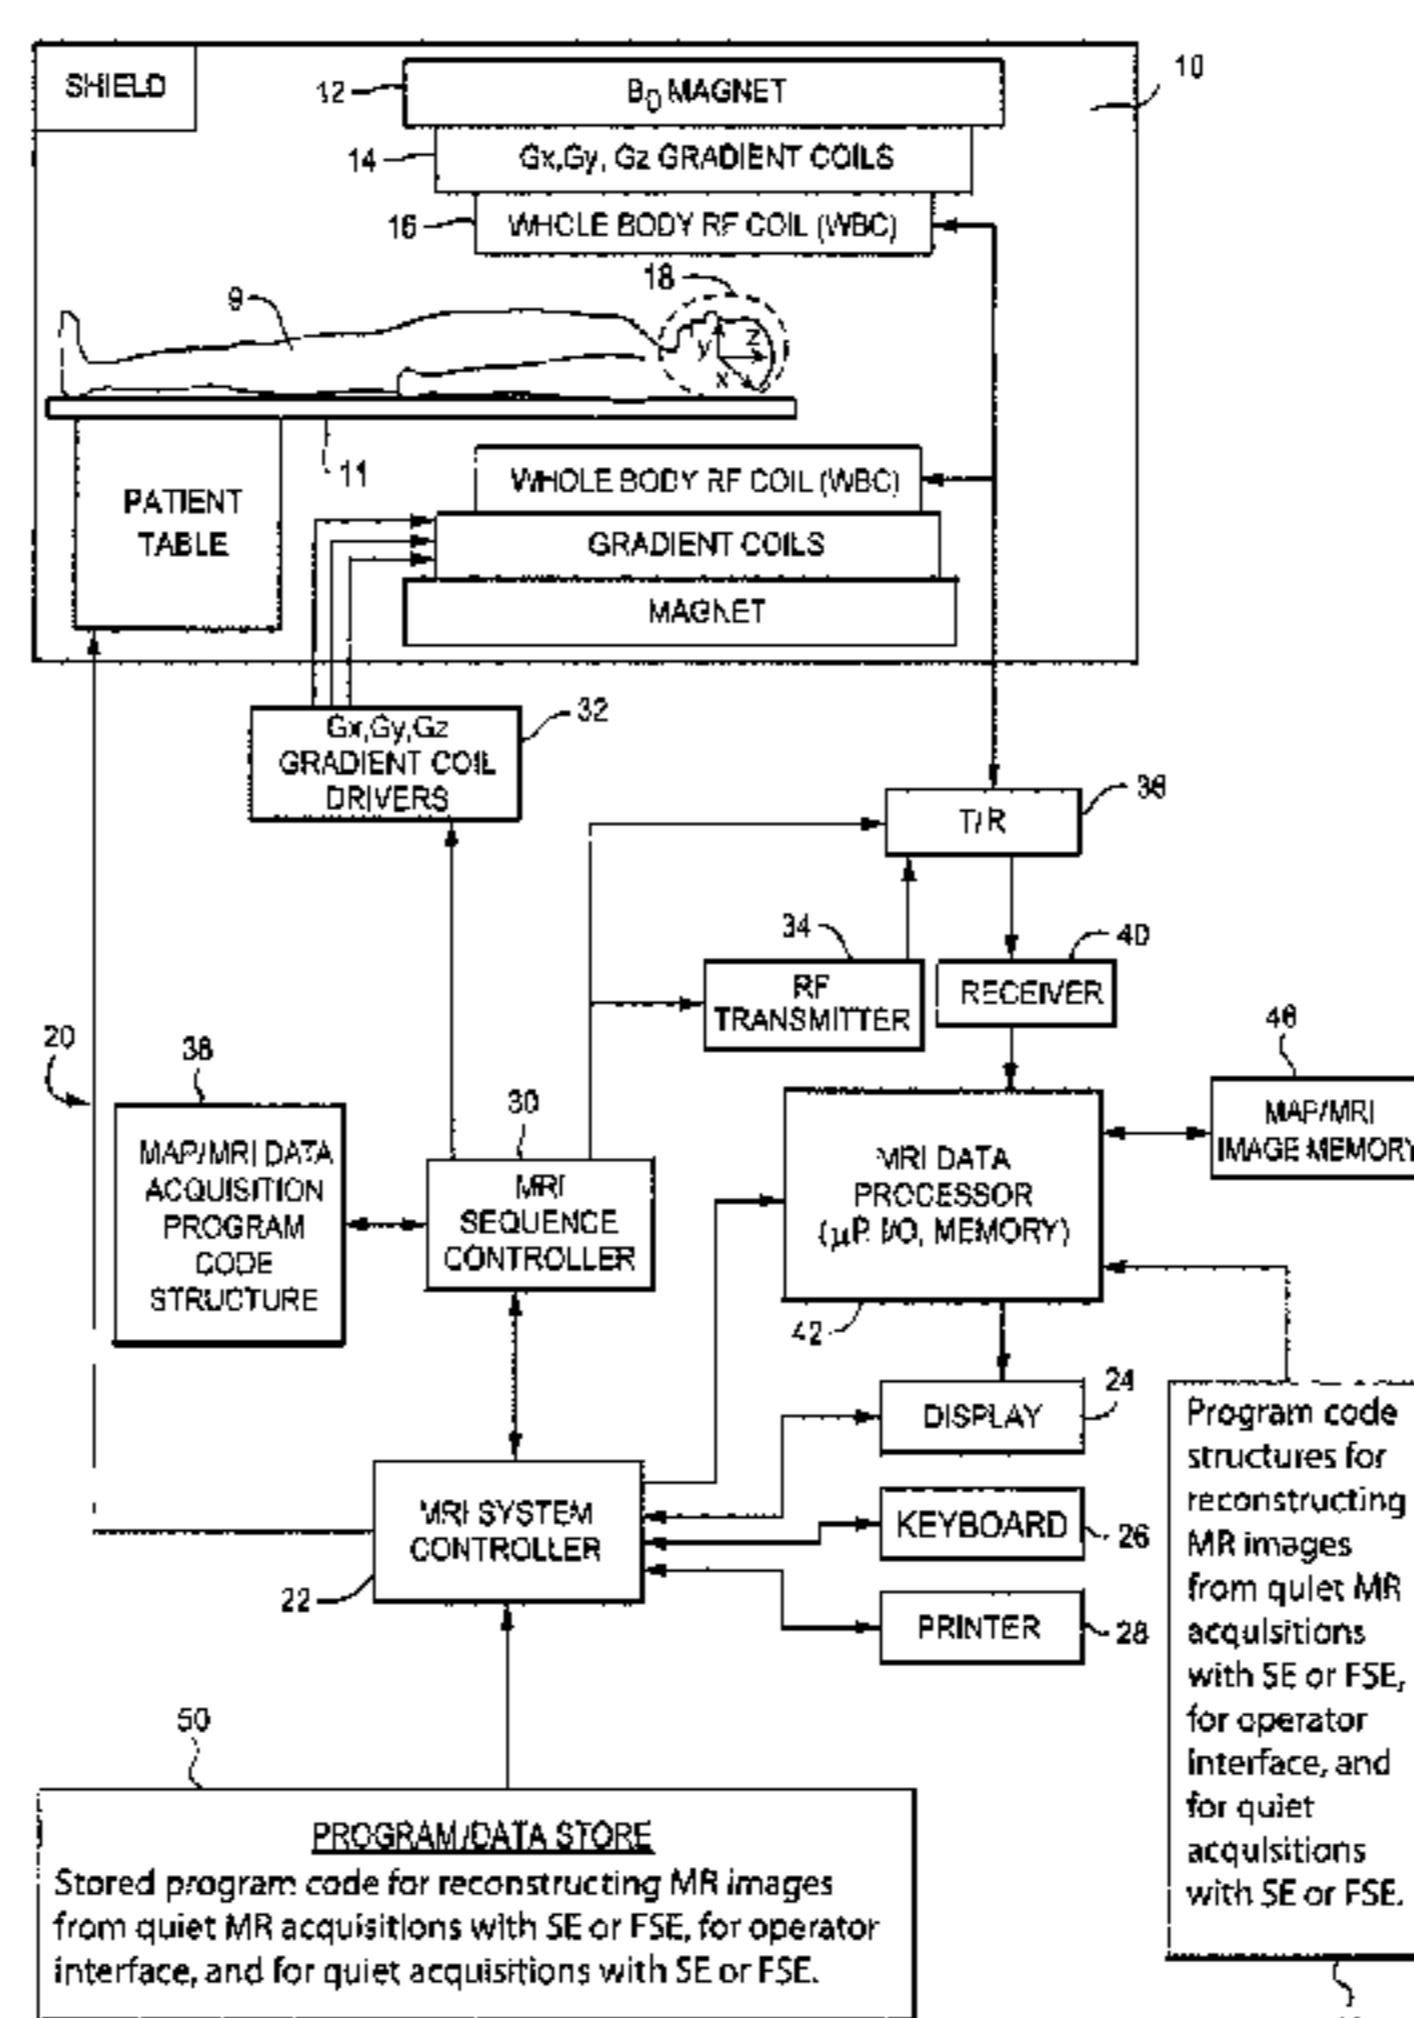 SHIELD
12
B0 MAGNET
10
14
Gx,Gy, Gz GRADIENT COILS
16
WHOLE BODY RF COIL (WBC)
18
9
y
z
x
11
WHOLE BODY RF COIL (WBC)
PATIENT
TABLE
GRADIENT COILS
MAGNET
32
Gx,Gy,Gz
GRADIENT COIL
DRIVERS
36
T/R
34
40
RF
TRANSMITTER
RECEIVER
20
38
46
30
MAP/MRI
IMAGE MEMORY
MAP/MRI DATA
ACQUISITION
PROGRAM
CODE
STRUCTURE
MRI
SEQUENCE
CONTROLLER
MRI DATA
PROCESSOR
(μP, I/O, MEMORY)
42
24
DISPLAY
MRI SYSTEM
CONTROLLER
22
KEYBOARD
26
PRINTER
28
Program code
structures for
reconstructing
MR images
from quiet MR
acquisitions
with SE or FSE,
for operator
interface, and
for quiet
acquisitions
with SE or FSE.
50
PROGRAM/DATA STORE
Stored program code for reconstructing MR images
from quiet MR acquisitions with SE or FSE, for operator
interface, and for quiet acquisitions with SE or FSE.